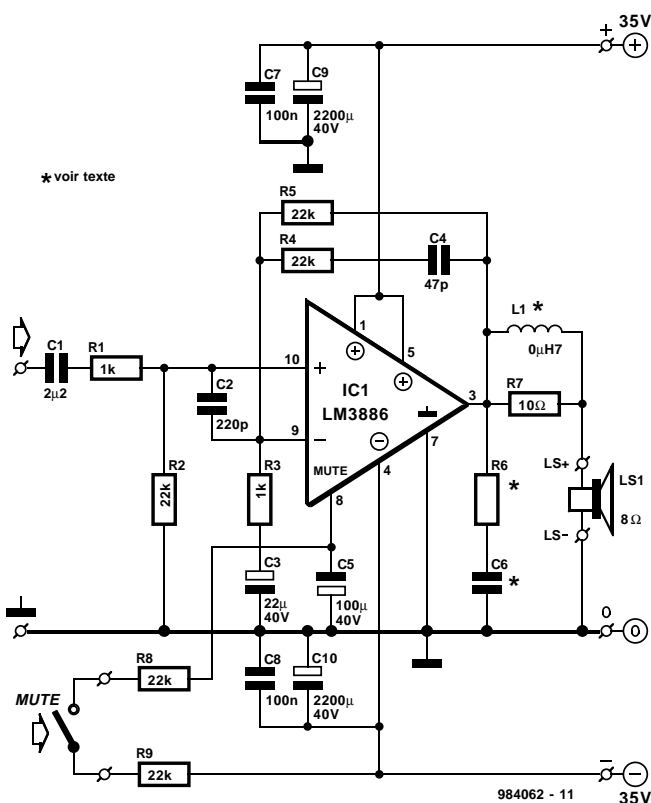 + 35V
C7
C9
100n
2200µ
40V
* voir texte
R5
22k
R4
22k
C4
47p
L1 *
0µH7
C1
2µ2
R1
1k
10
1
5
C2
220p
IC1
LM3886
3
R7
10Ω
9
MUTE
4
7
8
R2
22k
R3
1k
R6
*
LS+
LS1
8Ω
LS-
C3
22µ
40V
C5
100µ
40V
C6
*
0
0
R8
22k
C8
100n
C10
2200µ
40V
MUTE
R9
22k
984062 - 11
35V